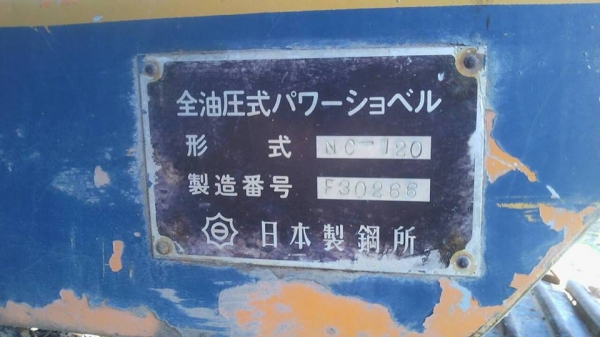 全油圧式パワーショベル
形 式 NC-120
製造番号 F30266
日本製鋼所